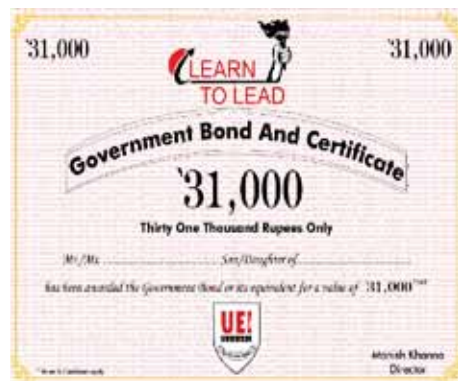 `31,000 `31,000
LEARN
TO LEAD
Government Bond And Certificate
`31,000
Thirty One Thousand Rupees Only
Mr./Ms. ........................ Son/Daughter of ........................
has been awarded the Government Bond or its equivalent for a value of `31,000
UEI
Manish Khanna
Director